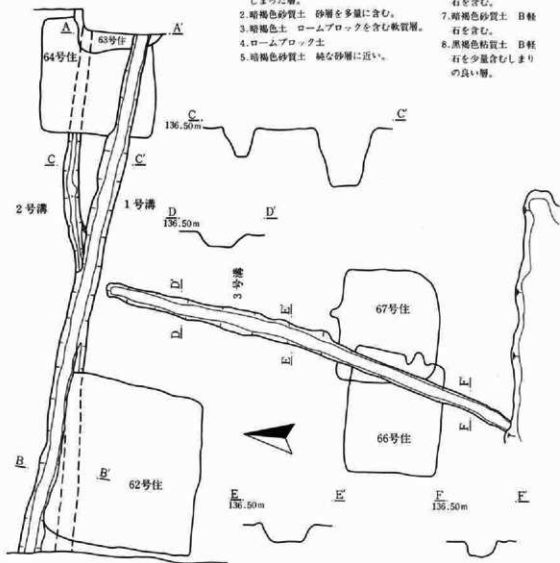 しまった層。
2.暗褐色砂質土　砂層を多量に含む。
3.暗褐色土　ロームブロックを含む軟質層。
4.ロームブロック土
5.暗褐色砂質土　純な砂層に近い。
石を含む。
7.暗褐色砂質土　B軽
石を含む。
8.黒褐色粘質土　B軽
石を少量含むしまり
の良い層。
A　63号住　A'
64号住
C　C'
136.50m
C　C'
2号溝　1号溝
D　D'
136.50m
D'　3号溝　E'
D　E
67号住
F'
F
66号住
B　B'
62号住
E　E'　F　F'
136.50m　136.50m